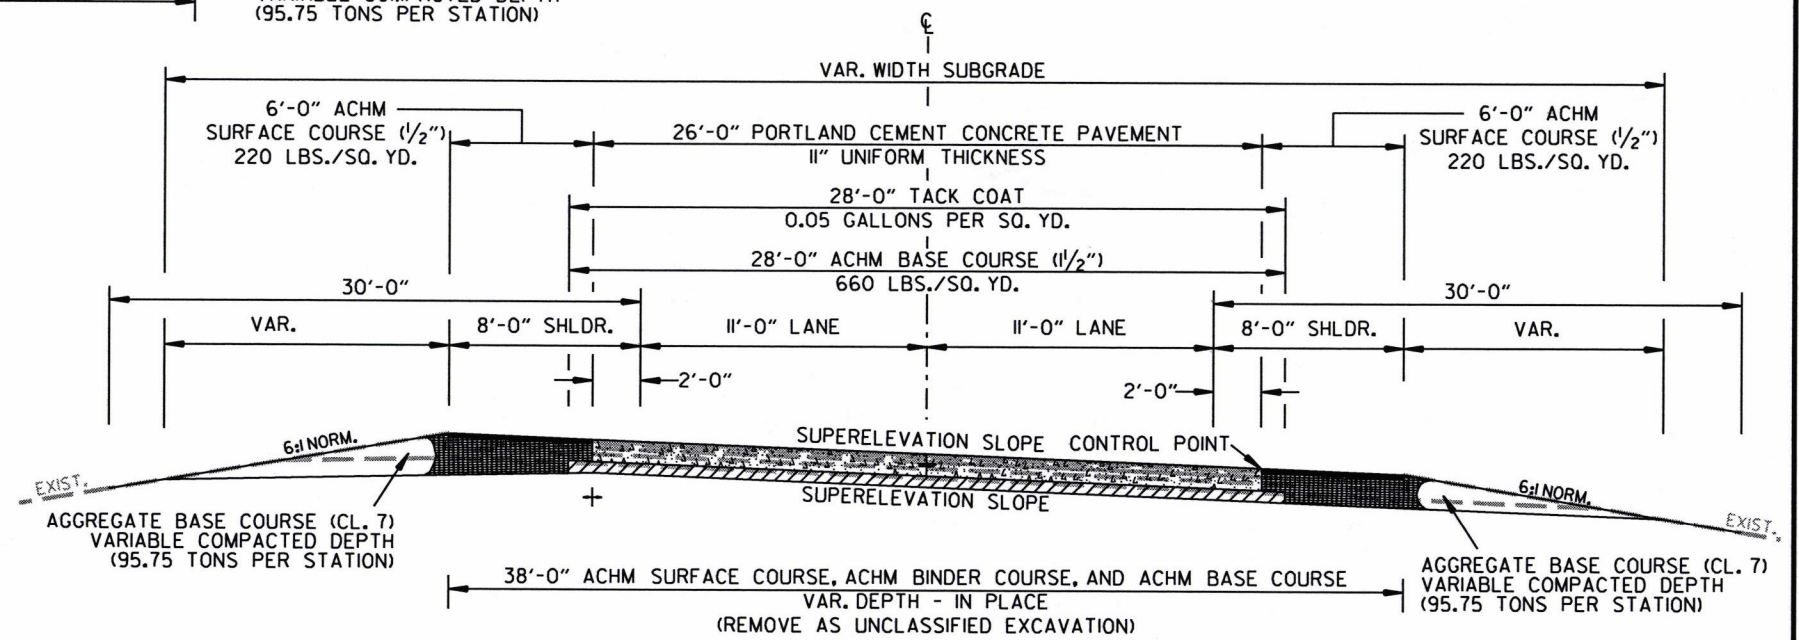 (95.75 TONS PER STATION)
℄
VAR. WIDTH SUBGRADE
6'-0" ACHM
SURFACE COURSE (1/2")
220 LBS./SQ. YD.
26'-0" PORTLAND CEMENT CONCRETE PAVEMENT
11" UNIFORM THICKNESS
6'-0" ACHM
SURFACE COURSE (1/2")
220 LBS./SQ. YD.
28'-0" TACK COAT
0.05 GALLONS PER SQ. YD.
28'-0" ACHM BASE COURSE (1 1/2")
660 LBS./SQ. YD.
30'-0"
30'-0"
VAR.
8'-0" SHLDR.
11'-0" LANE
11'-0" LANE
8'-0" SHLDR.
VAR.
2'-0"
2'-0"
6:1 NORM.
SUPERELEVATION SLOPE
CONTROL POINT
6:1 NORM.
EXIST.
SUPERELEVATION SLOPE
EXIST.
AGGREGATE BASE COURSE (CL. 7)
VARIABLE COMPACTED DEPTH
(95.75 TONS PER STATION)
38'-0" ACHM SURFACE COURSE, ACHM BINDER COURSE, AND ACHM BASE COURSE
VAR. DEPTH - IN PLACE
(REMOVE AS UNCLASSIFIED EXCAVATION)
AGGREGATE BASE COURSE (CL. 7)
VARIABLE COMPACTED DEPTH
(95.75 TONS PER STATION)